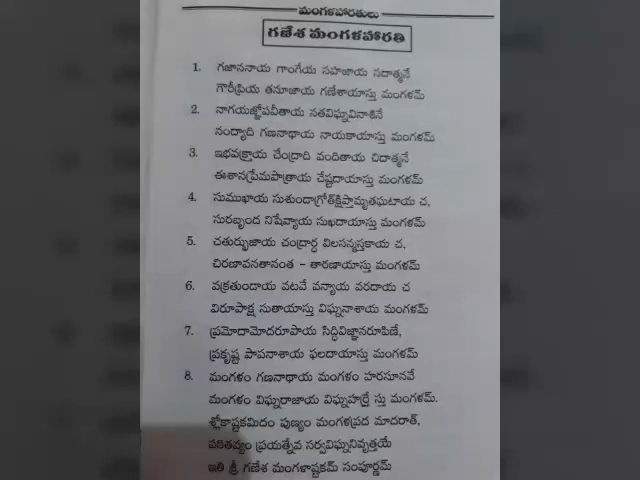 మంగళహారతులు
గణేశ మంగళహారతి
1. గజాననాయ గాంగేయ సహజాయ సదాత్మనే
గౌరీప్రియ తనూజాయ గణేశాయాస్తు మంగళమ్
2. నాగయజ్ఞోపవీతాయ నతవిఘ్నవినాశినే
నంద్యాది గణనాథాయ నాయకాయాస్తు మంగళమ్
3. ఇభవక్త్రాయ చేంద్రాది వందితాయ చిదాత్మనే
ఈశానప్రేమపాత్రాయ చేష్టదాయాస్తు మంగళమ్
4. సుముఖాయ సుశుండాగ్రోత్‌క్షిప్తామృతఘటాయ చ,
సురబృంద నిషేవ్యాయ సుఖదాయాస్తు మంగళమ్
5. చతుర్భుజాయ చంద్రార్ధ విలసన్మస్తకాయ చ,
చరణావనతానంత - తారణాయాస్తు మంగళమ్
6. వక్రతుండాయ వటవే వన్యాయ వరదాయ చ
విరూపాక్ష సుతాయాస్తు విఘ్ననాశాయ మంగళమ్
7. ప్రమోదామోదరూపాయ సిద్ధివిజ్ఞానరూపిణే,
ప్రకృష్ట పాపనాశాయ ఫలదాయాస్తు మంగళమ్
8. మంగళం గణనాథాయ మంగళం హరసూనవే
మంగళం విఘ్నరాజాయ విఘ్నహర్త్రే స్తు మంగళమ్.
శ్లోకాష్టకమిదం పుణ్యం మంగళప్రద మాదరాత్,
పఠితవ్యం ప్రయత్నేవ సర్వవిఘ్ననివృత్తయే
ఇతి శ్రీ గణేశ మంగళాష్టకమ్ సంపూర్ణమ్